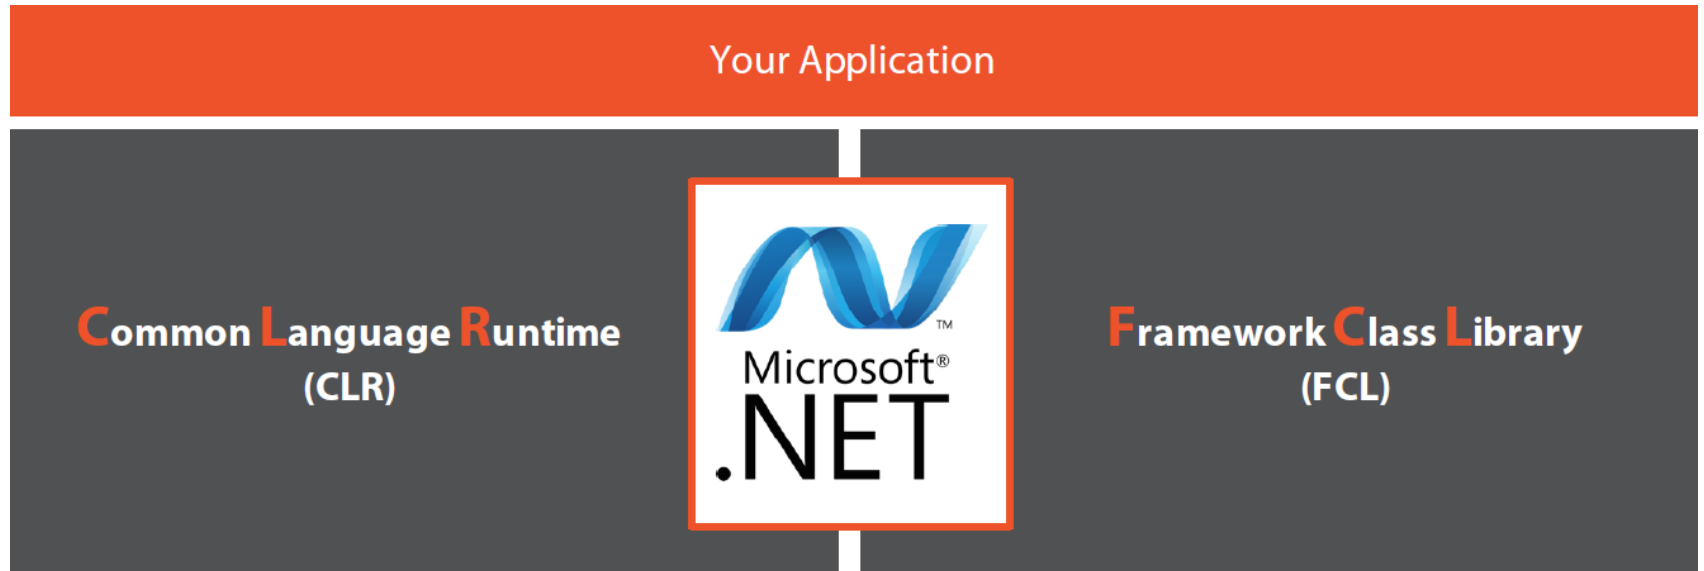 Your Application
Common Language Runtime
(CLR)
™
Microsoft®
.NET
Framework Class Library
(FCL)